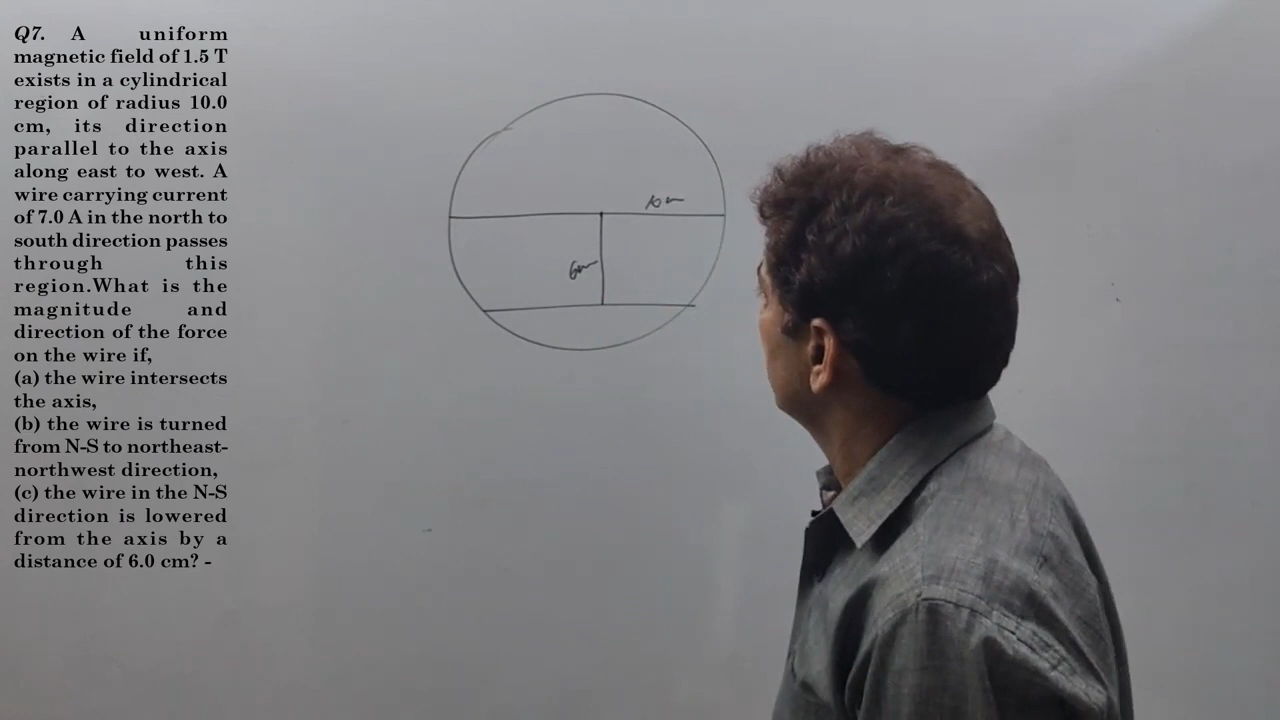 Q7. A uniform
magnetic field of 1.5 T
exists in a cylindrical
region of radius 10.0
cm, its direction
parallel to the axis
along east to west. A
wire carrying current
of 7.0 A in the north to
south direction passes
through this
region.What is the
magnitude and
direction of the force
on the wire if,
(a) the wire intersects
the axis,
(b) the wire is turned
from N-S to northeast-
northwest direction,
(c) the wire in the N-S
direction is lowered
from the axis by a
distance of 6.0 cm? -
10cm
6cm